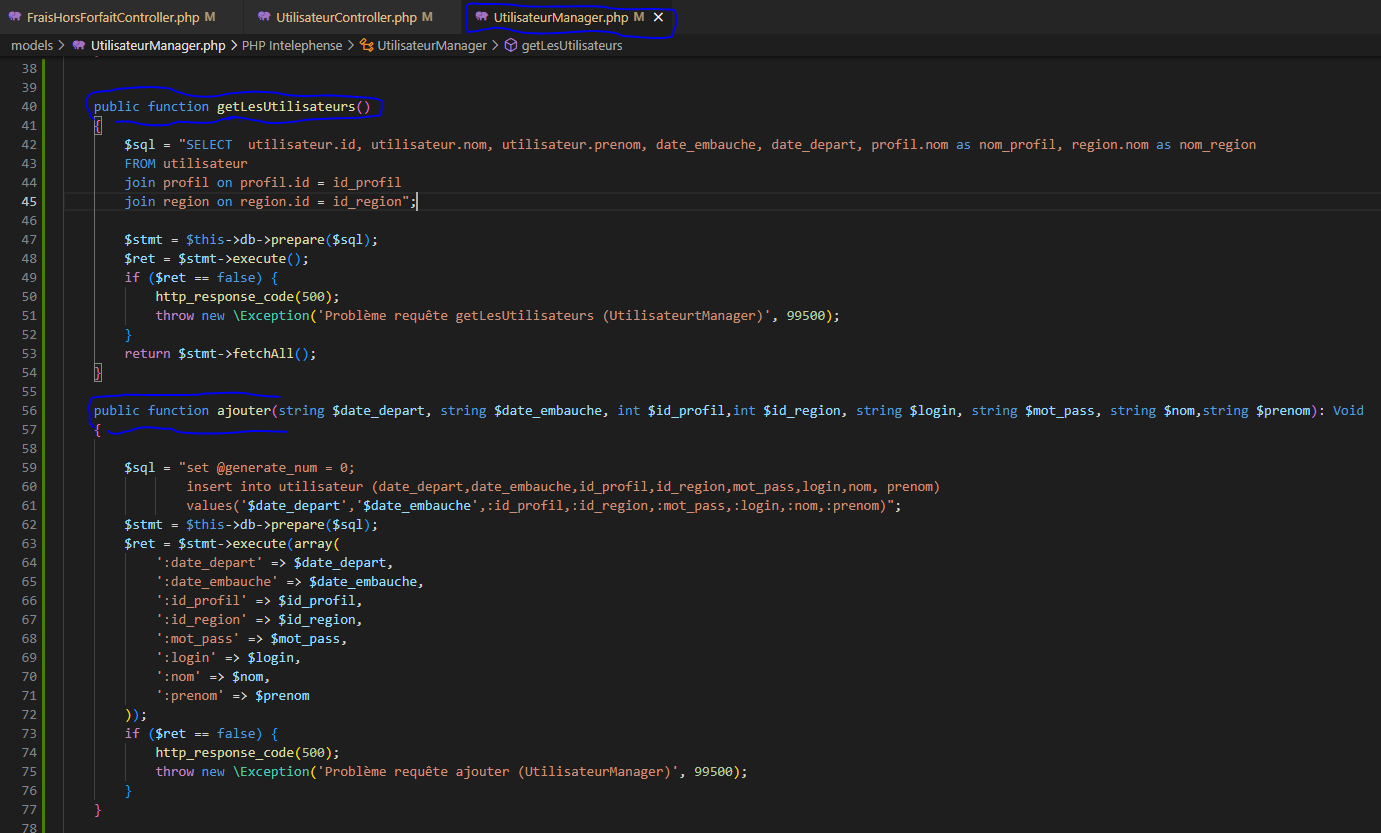 FraisHorsForfaitController.php M UtilisateurController.php M UtilisateurManager.php M ×
models > UtilisateurManager.php > PHP Intelephense > UtilisateurManager > getLesUtilisateurs
38
39
40 public function getLesUtilisateurs()
41 {
42 $sql = "SELECT  utilisateur.id, utilisateur.nom, utilisateur.prenom, date_embauche, date_depart, profil.nom as nom_profil, region.nom as nom_region
43 FROM utilisateur
44 join profil on profil.id = id_profil
45 join region on region.id = id_region";
46
47 $stmt = $this->db->prepare($sql);
48 $ret = $stmt->execute();
49 if ($ret == false) {
50 http_response_code(500);
51 throw new \Exception('Problème requête getLesUtilisateurs (UtilisateurtManager)', 99500);
52 }
53 return $stmt->fetchAll();
54 }
55
56 public function ajouter(string $date_depart, string $date_embauche, int $id_profil,int $id_region, string $login, string $mot_pass, string $nom,string $prenom): Void
57 {
58
59 $sql = "set @generate_num = 0;
60 insert into utilisateur (date_depart,date_embauche,id_profil,id_region,mot_pass,login,nom, prenom)
61 values('$date_depart','$date_embauche',:id_profil,:id_region,:mot_pass,:login,:nom,:prenom)";
62 $stmt = $this->db->prepare($sql);
63 $ret = $stmt->execute(array(
64 ':date_depart' => $date_depart,
65 ':date_embauche' => $date_embauche,
66 ':id_profil' => $id_profil,
67 ':id_region' => $id_region,
68 ':mot_pass' => $mot_pass,
69 ':login' => $login,
70 ':nom' => $nom,
71 ':prenom' => $prenom
72 ));
73 if ($ret == false) {
74 http_response_code(500);
75 throw new \Exception('Problème requête ajouter (UtilisateurManager)', 99500);
76 }
77 }
78